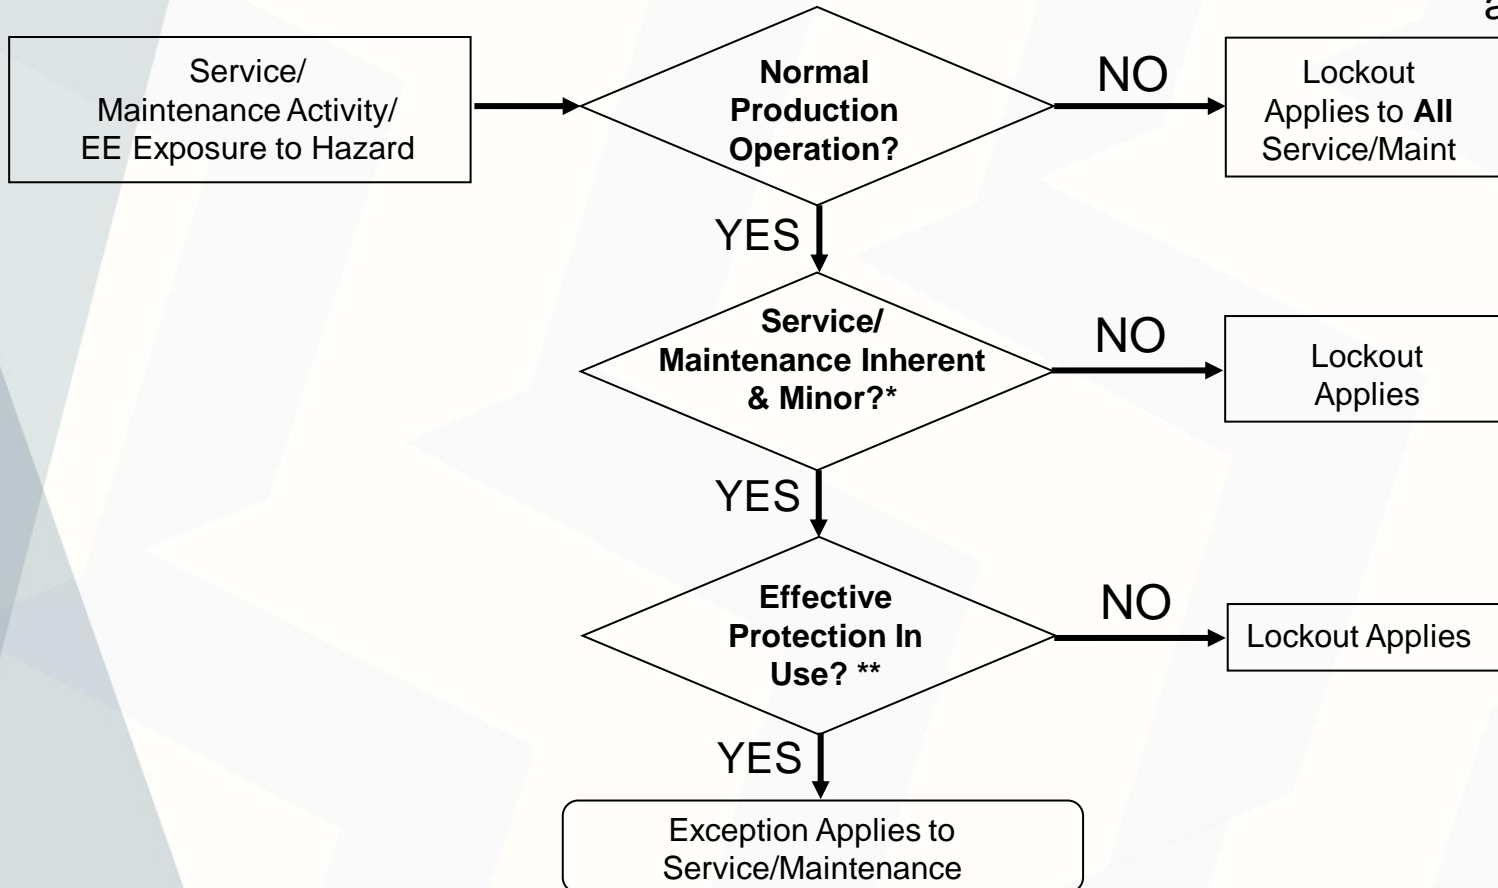 Service/
Maintenance Activity/
EE Exposure to Hazard
Normal
Production
Operation?
NO
Lockout
Applies to All
Service/Maint
YES
Service/
Maintenance Inherent
& Minor?*
NO
Lockout
Applies
YES
Effective
Protection In
Use? **
NO
Lockout Applies
YES
Exception Applies to
Service/Maintenance